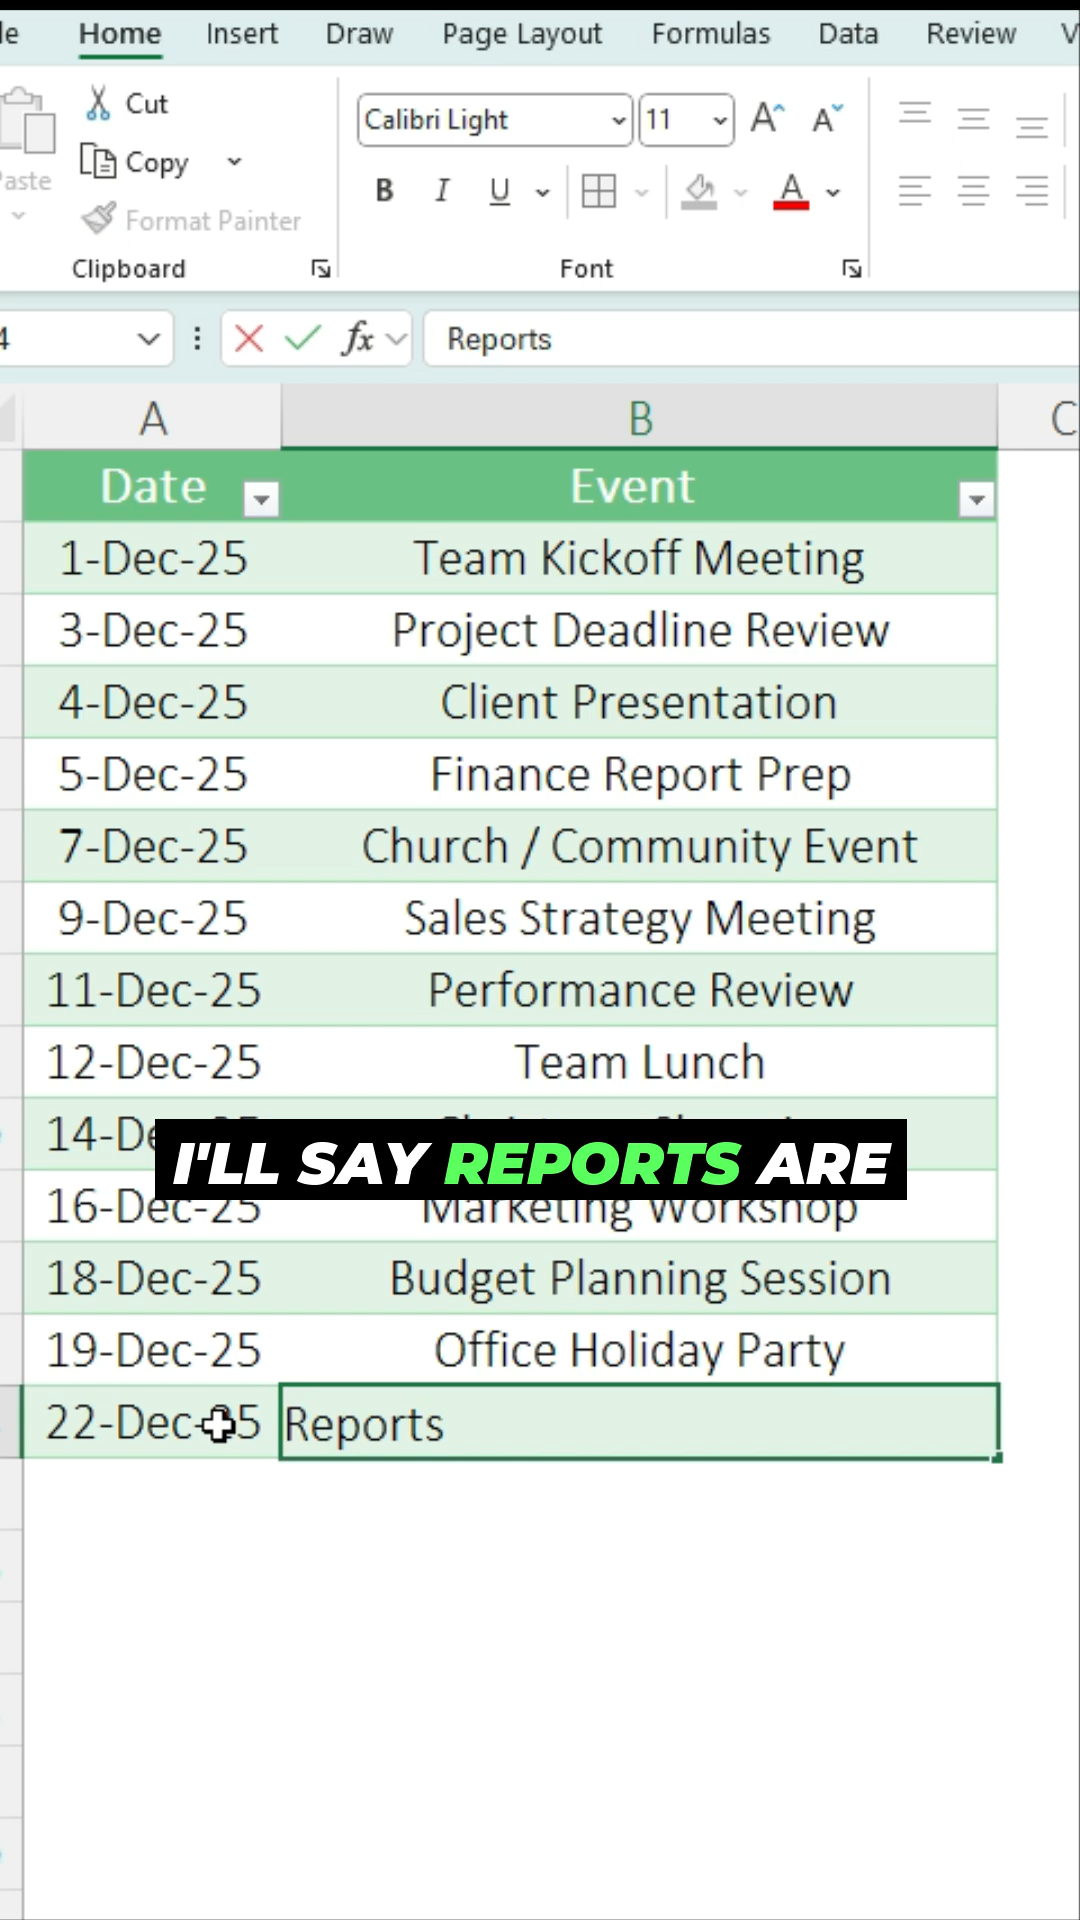 Home Insert Draw Page Layout Formulas Data Review
Cut
Calibri Light 11
Copy
Format Painter
B I U
Clipboard Font
fx Reports
A B C
Date Event
1-Dec-25 Team Kickoff Meeting
3-Dec-25 Project Deadline Review
4-Dec-25 Client Presentation
5-Dec-25 Finance Report Prep
7-Dec-25 Church / Community Event
9-Dec-25 Sales Strategy Meeting
11-Dec-25 Performance Review
12-Dec-25 Team Lunch
I'LL SAY REPORTS ARE
16-Dec-25 Marketing Workshop
18-Dec-25 Budget Planning Session
19-Dec-25 Office Holiday Party
22-Dec-25 Reports